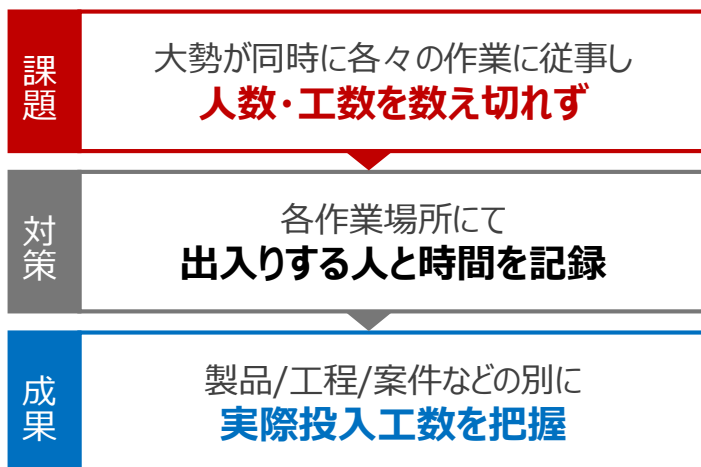 課題
大勢が同時に各々の作業に従事し
人数・工数を数え切れず
対策
各作業場所にて
出入りする人と時間を記録
成果
製品/工程/案件などの別に
実際投入工数を把握